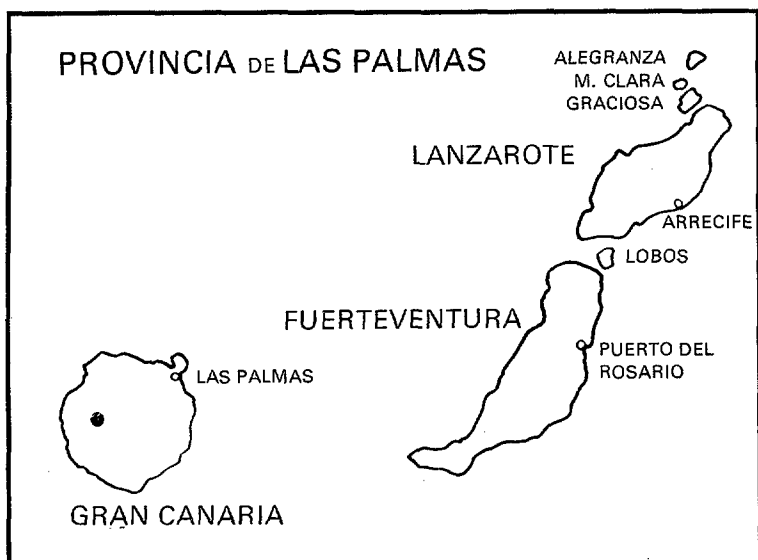 PROVINCIA DE LAS PALMAS
ALEGRANZA
M. CLARA
GRACIOSA
LANZAROTE
ARRECIFE
LOBOS
FUERTEVENTURA
PUERTO DEL
ROSARIO
LAS PALMAS
GRAN CANARIA